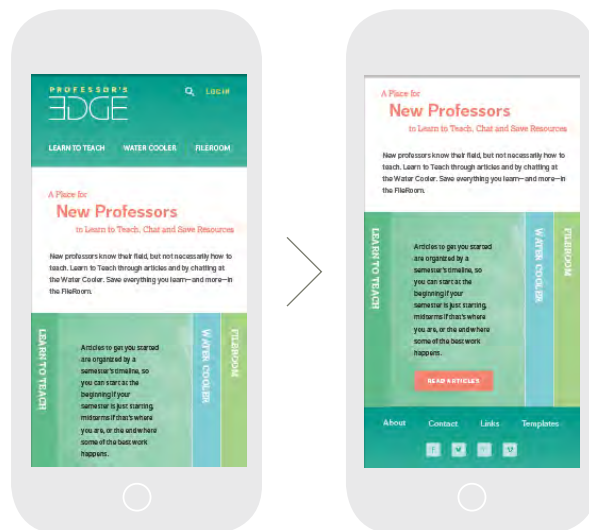 PROFESSOR'S
EDGE
LOGIN
LEARN TO TEACH WATER COOLER FILEROOM
A Place for
New Professors
to Learn to Teach, Chat and Save Resources
New professors know their field, but not necessarily how to
teach. Learn to Teach through articles and by chatting at
the Water Cooler. Save everything you learn—and more—in
the FileRoom.
LEARN TO TEACH
Articles to get you started
are organized by a
semester's timeline, so
you can start at the
beginning if your
semester is just starting,
midterms if that's where
you are, or the end where
some of the best work
happens.
WATER COOLER
FILEROOM
A Place for
New Professors
to Learn to Teach, Chat and Save Resources
New professors know their field, but not necessarily how to
teach. Learn to Teach through articles and by chatting at
the Water Cooler. Save everything you learn—and more—in
the FileRoom.
LEARN TO TEACH
Articles to get you started
are organized by a
semester's timeline, so
you can start at the
beginning if your
semester is just starting,
midterms if that's where
you are, or the end where
some of the best work
happens.
READ ARTICLES
WATER COOLER
FILEROOM
About Contact Links Templates